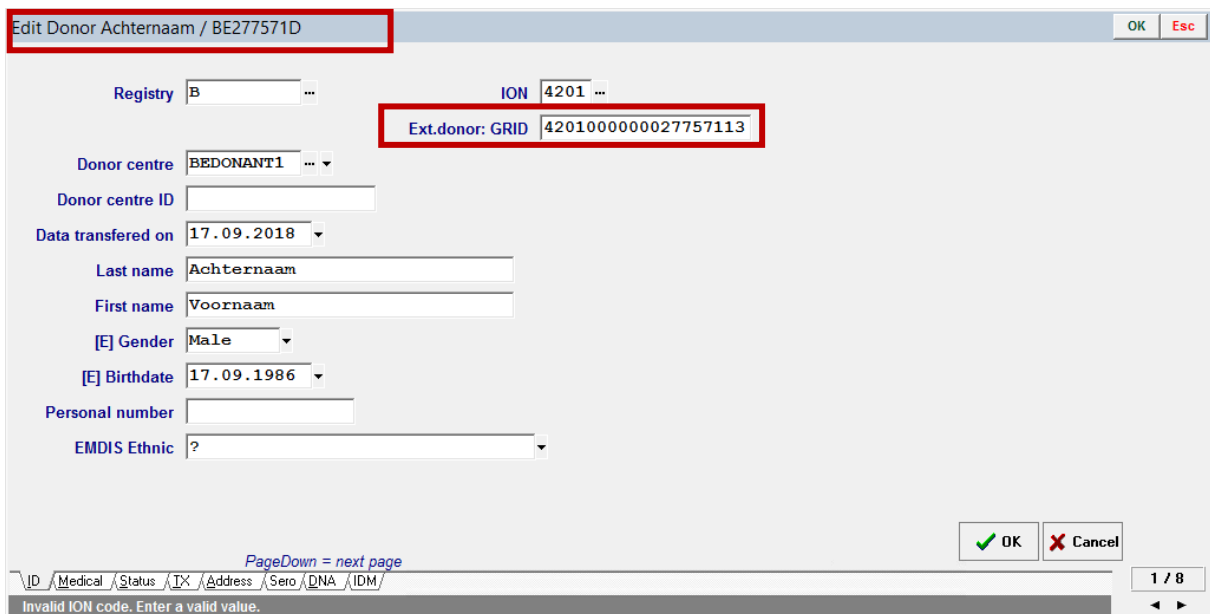 Edit Donor Achternaam / BE277571D OK Esc
Registry B ... ION 4201 ...
Ext.donor: GRID 4201000000027757113
Donor centre BEDONANT1 ...
Donor centre ID
Data transfered on 17.09.2018
Last name Achternaam
First name Voornaam
[E] Gender Male
[E] Birthdate 17.09.1986
Personal number
EMDIS Ethnic ?
OK Cancel
PageDown = next page
ID Medical Status TX Address Sero DNA IDM 1 / 8
Invalid ION code. Enter a valid value.